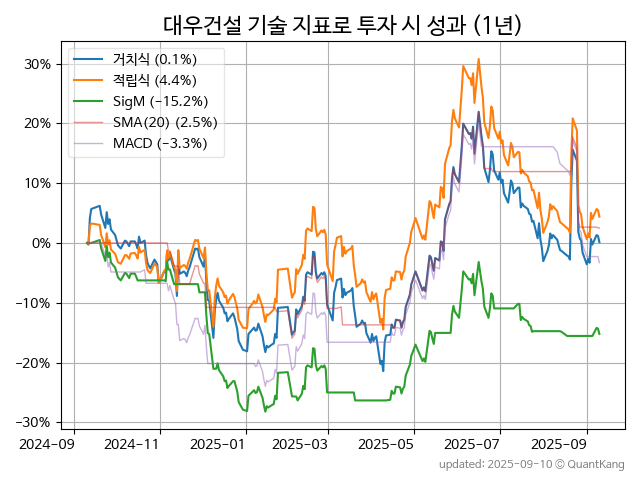 대우건설 기술 지표로 투자 시 성과 (1년)
거치식 (0.1%)
적립식 (4.4%)
SigM (−15.2%)
SMA(20) (2.5%)
MACD (−3.3%)
30%
20%
10%
0%
−10%
−20%
−30%
2024-09 2024-11 2025-01 2025-03 2025-05 2025-07 2025-09
updated: 2025-09-10 © QuantKang